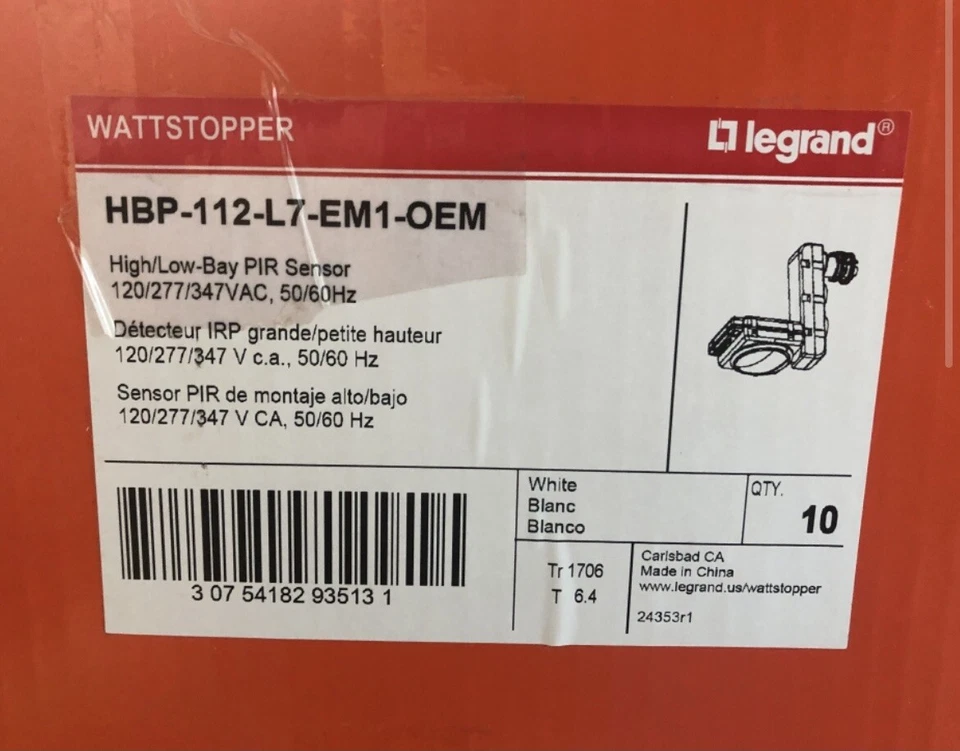 WATTSTOPPER
legrand®
HBP-112-L7-EM1-OEM
High/Low-Bay PIR Sensor
120/277/347VAC, 50/60Hz
Détecteur IRP grande/petite hauteur
120/277/347 V c.a., 50/60 Hz
Sensor PIR de montaje alto/bajo
120/277/347 V CA, 50/60 Hz
3 07 54182 93513 1
White
Blanc
Blanco
QTY.
10
Tr 1706
T 6.4
Carlsbad CA
Made in China
www.legrand.us/wattstopper
24353r1